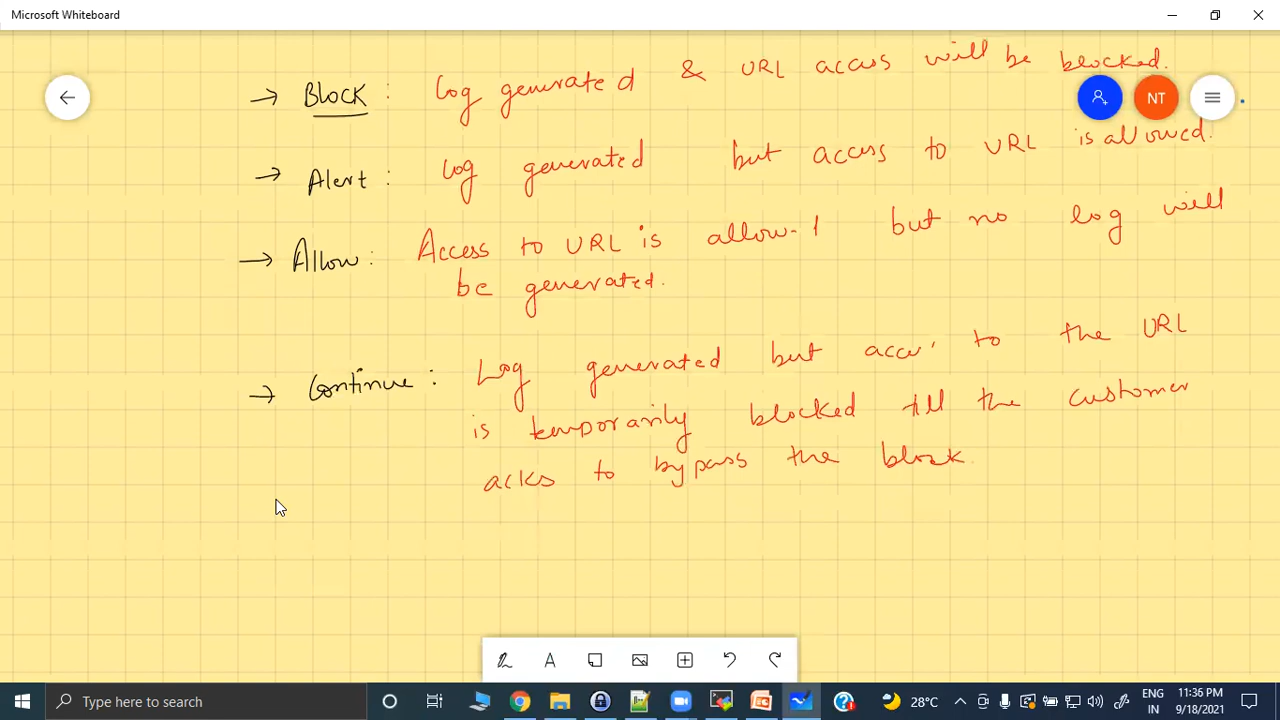 Microsoft Whiteboard
→ BLOCK : Log generated & URL access will be blocked.
NT
→ Alert : Log generated but access to URL is allowed.
→ Allow : Access to URL is but no log will
be generated.
→ Continue : Log generated but to the URL
is temporarily blocked till the customer
acks to bypass the block.
A
Type here to search
28°C
ENG
IN
11:36 PM
9/18/2021